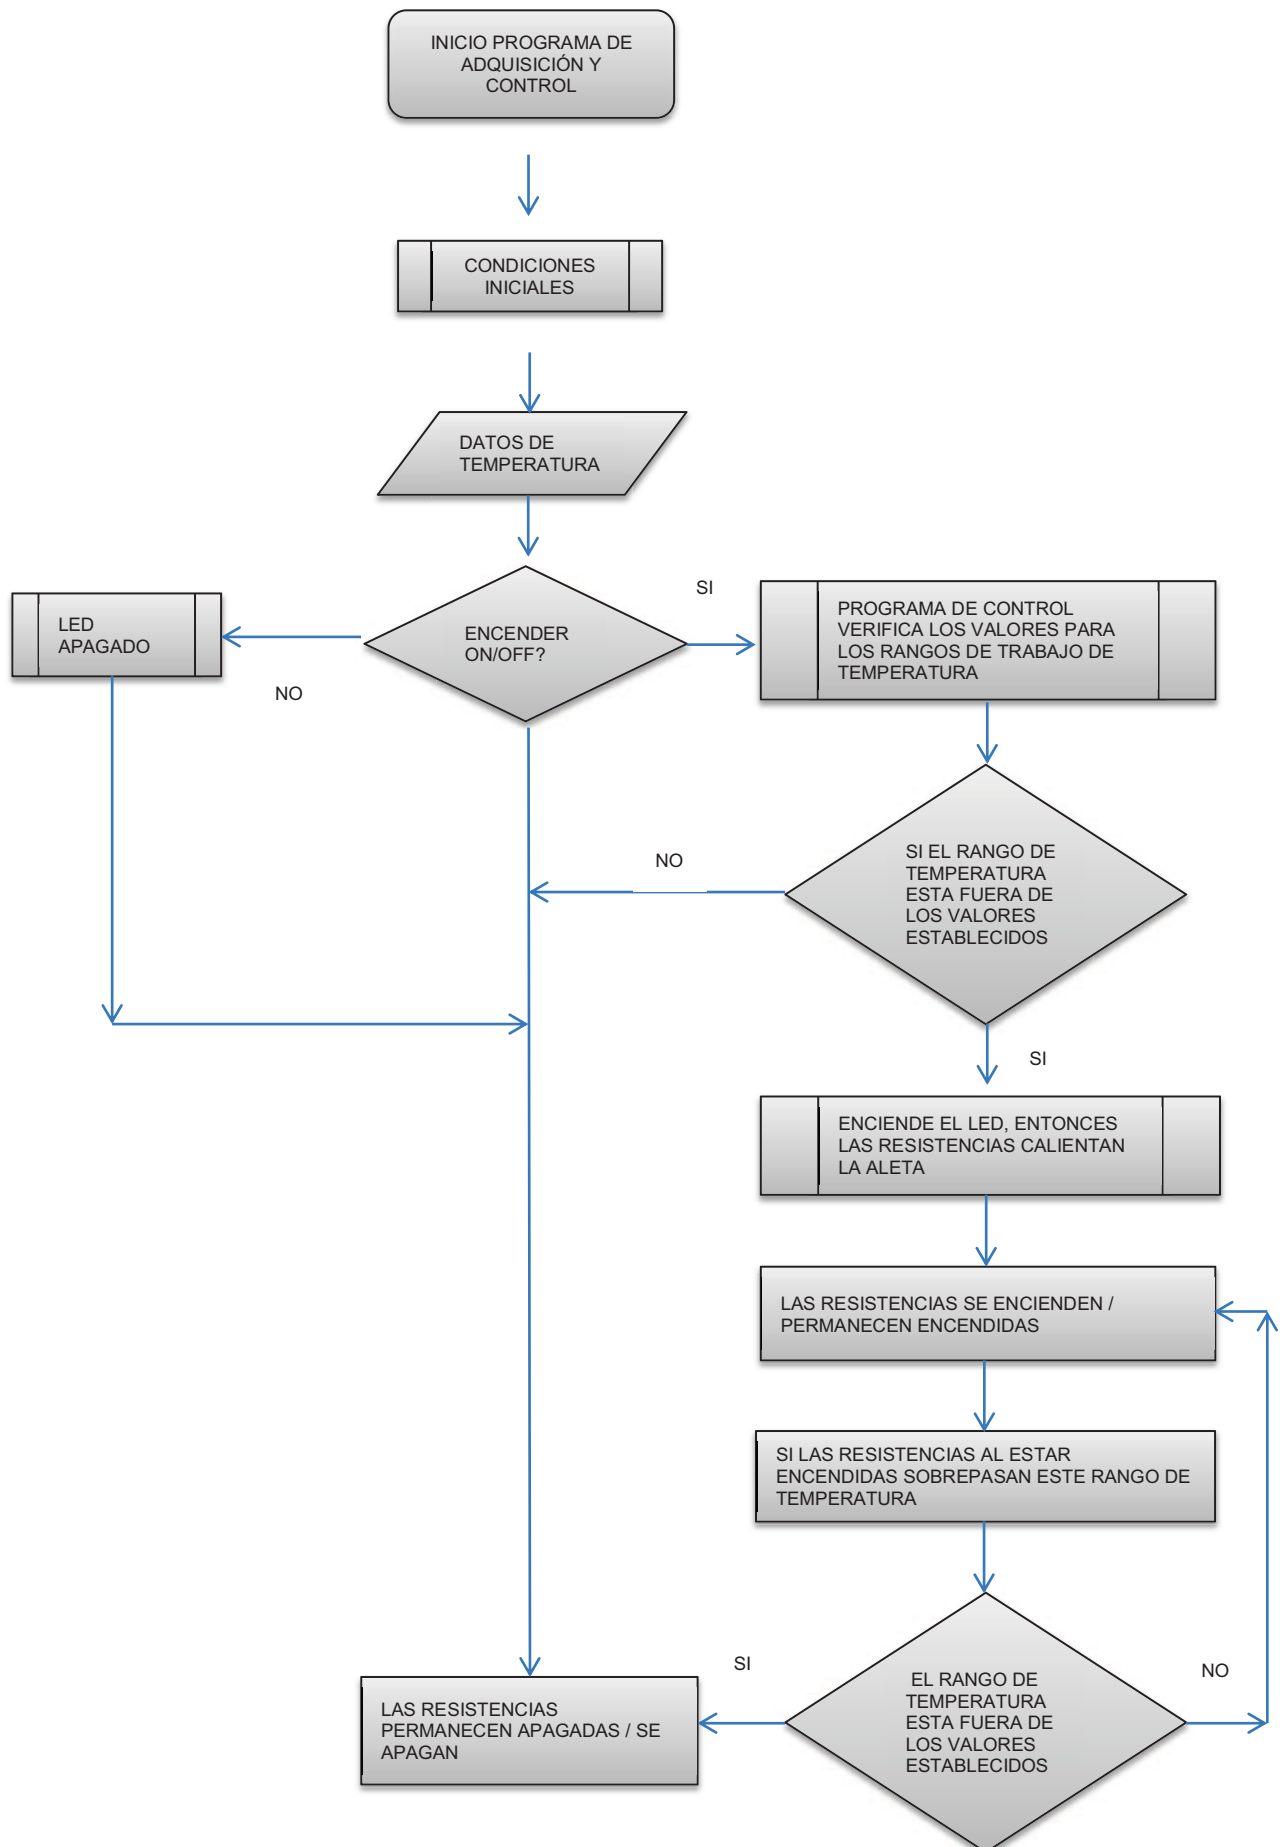 INICIO PROGRAMA DE
ADQUISICIÓN Y
CONTROL
CONDICIONES
INICIALES
DATOS DE
TEMPERATURA
ENCENDER
ON/OFF?
SI
NO
LED
APAGADO
PROGRAMA DE CONTROL
VERIFICA LOS VALORES PARA
LOS RANGOS DE TRABAJO DE
TEMPERATURA
SI EL RANGO DE
TEMPERATURA
ESTA FUERA DE
LOS VALORES
ESTABLECIDOS
NO
SI
ENCIENDE EL LED, ENTONCES
LAS RESISTENCIAS CALIENTAN
LA ALETA
LAS RESISTENCIAS SE ENCIENDEN /
PERMANECEN ENCENDIDAS
SI LAS RESISTENCIAS AL ESTAR
ENCENDIDAS SOBREPASAN ESTE RANGO DE
TEMPERATURA
EL RANGO DE
TEMPERATURA
ESTA FUERA DE
LOS VALORES
ESTABLECIDOS
SI
NO
LAS RESISTENCIAS
PERMANECEN APAGADAS / SE
APAGAN